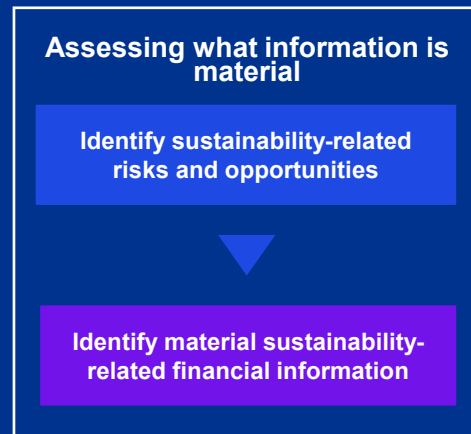 Assessing what information is
material
Identify sustainability-related
risks and opportunities
Identify material sustainability-
related financial information